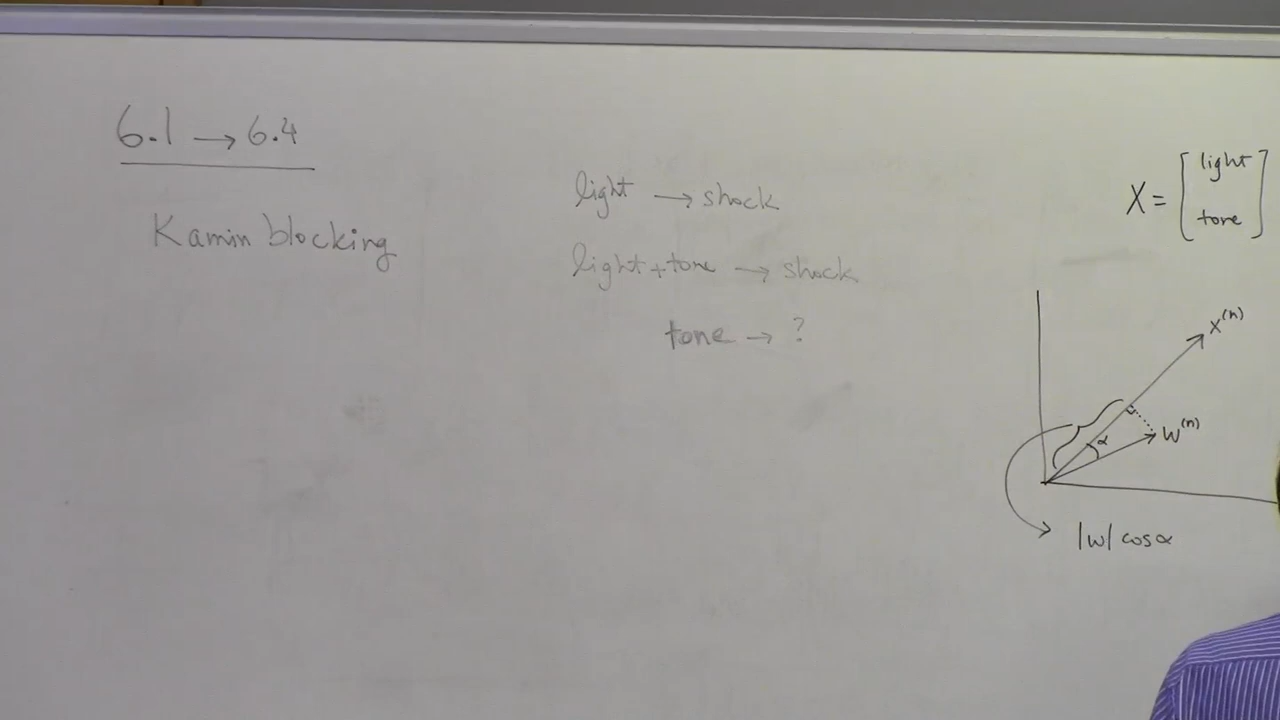 6.1 → 6.4
Kamin blocking
light → shock
light + tone → shock
tone → ?
X = [light
tone]
X⁽ⁿ⁾
α
W⁽ⁿ⁾
|w| cos α